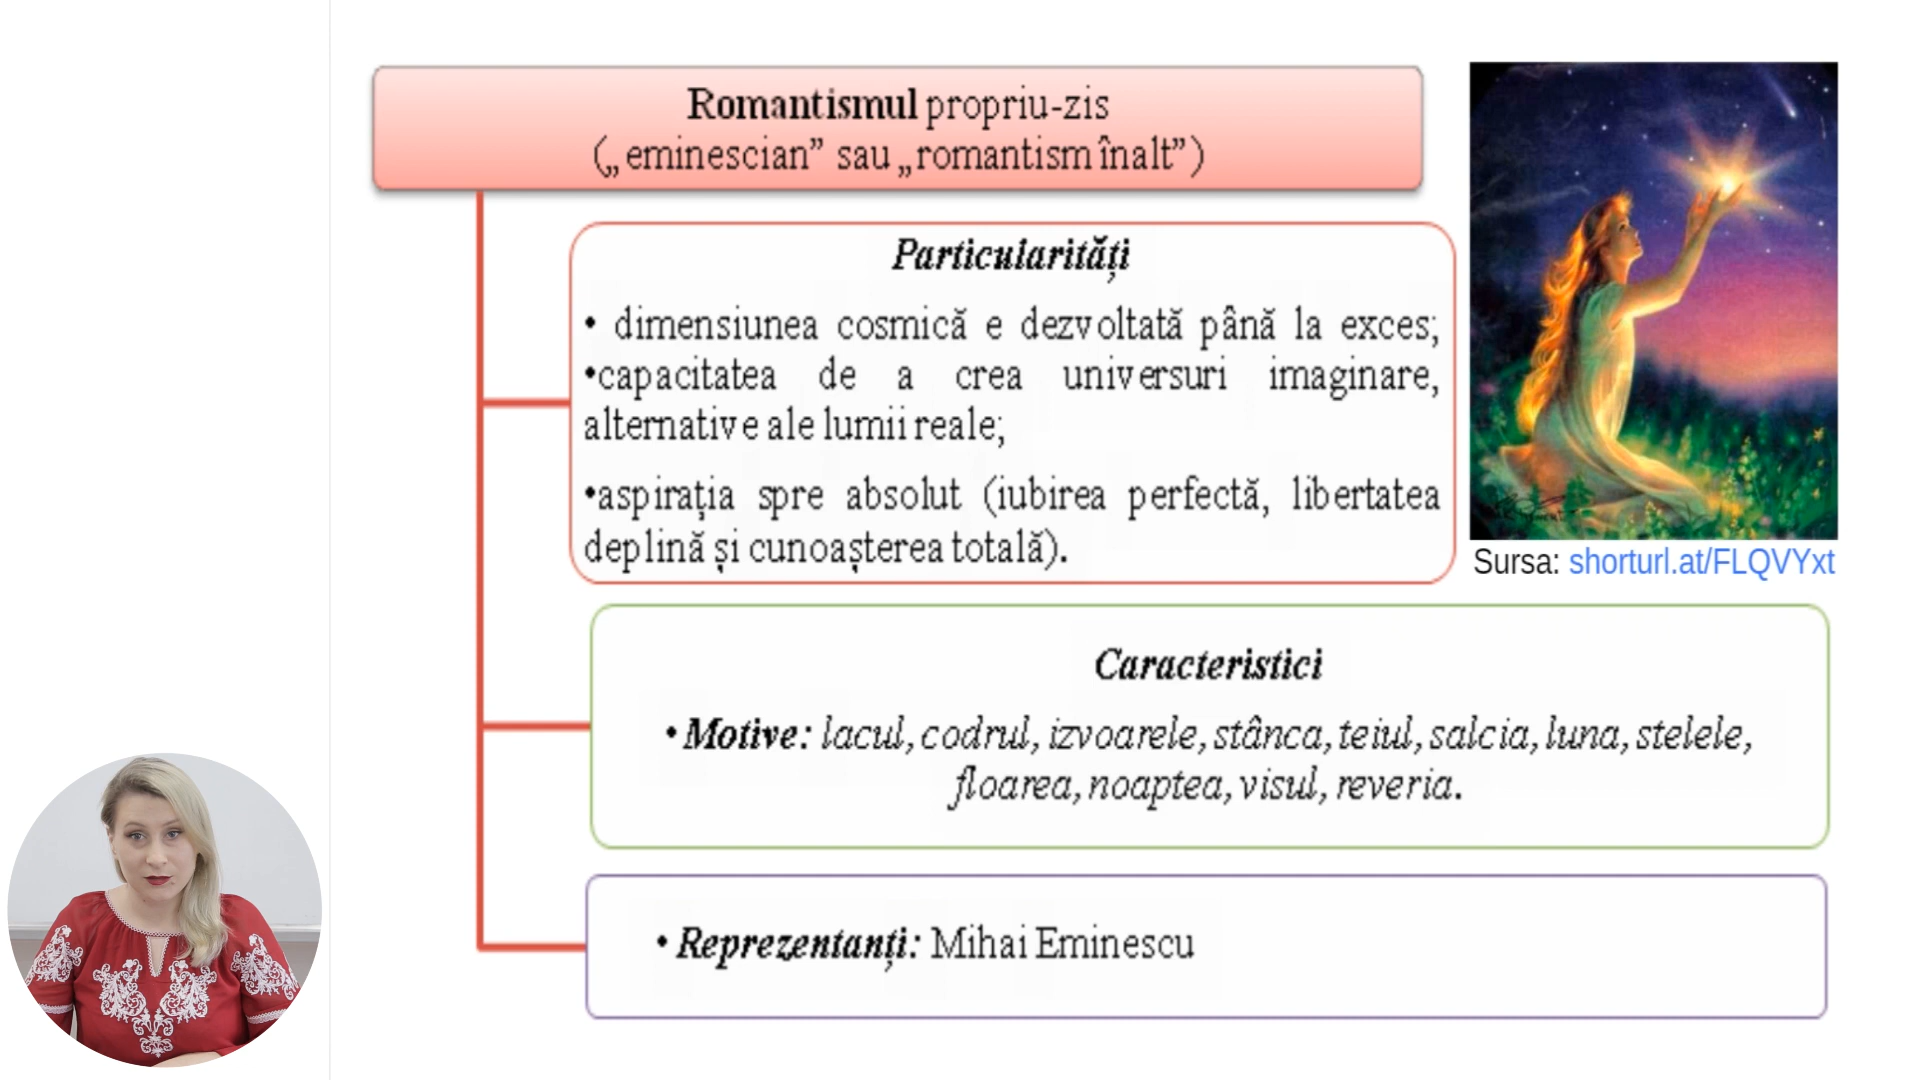 Romantismul propriu-zis
(„eminescian” sau „romantism înalt”)
Particularități
• dimensiunea cosmică e dezvoltată până la exces;
•capacitatea de a crea universuri imaginare,
alternative ale lumii reale;
•aspirația spre absolut (iubirea perfectă, libertatea
deplină și cunoașterea totală).
Sursa: shorturl.at/FLQVYxt
Caracteristici
• Motive: lacul, codrul, izvoarele, stânca, teiul, salcia, luna, stelele,
floarea, noaptea, visul, reveria.
• Reprezentanți: Mihai Eminescu